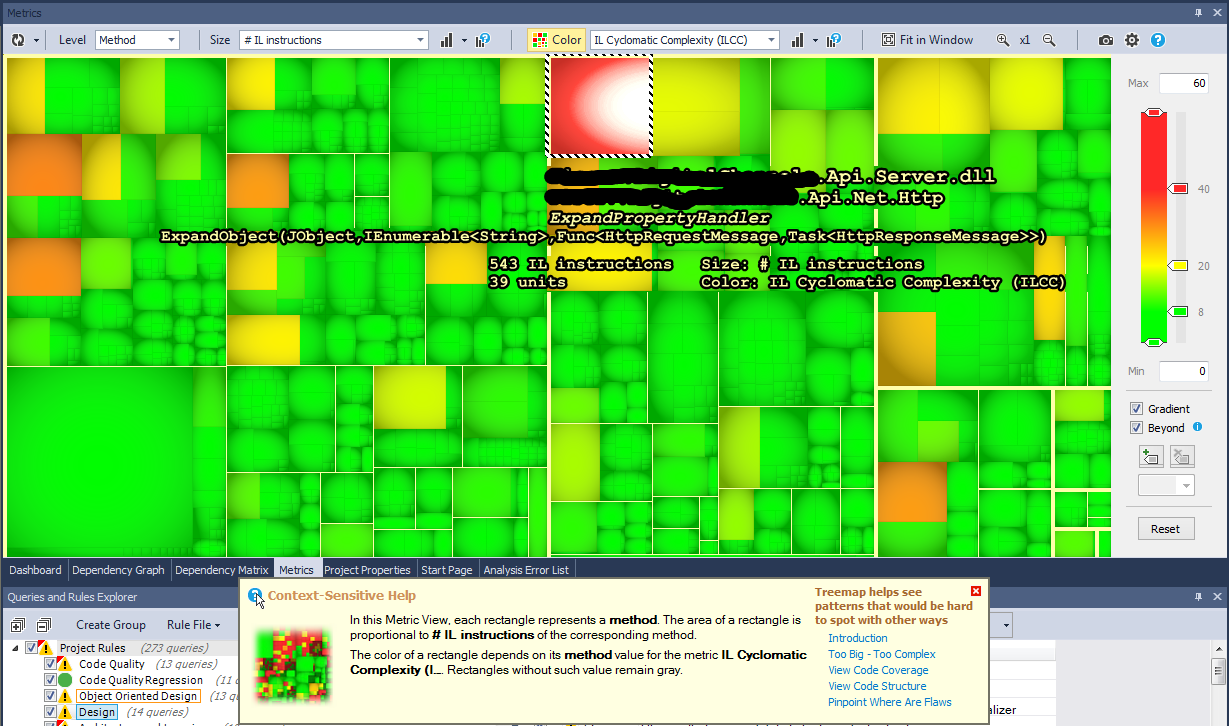 Metrics
Level Method Size # IL instructions Color IL Cyclomatic Complexity (ILCC) Fit in Window x1
Max 60
.Api.Server.dll
.Api.Net.Http
ExpandPropertyHandler
ExpandObject(JObject,IEnumerable<String>,Func<HttpRequestMessage,Task<HttpResponseMessage>>)
543 IL instructions Size: # IL instructions
39 units Color: IL Cyclomatic Complexity (ILCC)
40
20
8
Min 0
Gradient
Beyond
Reset
Dashboard Dependency Graph Dependency Matrix Metrics Project Properties Start Page Analysis Error List
Queries and Rules Explorer
Create Group Rule File
Project Rules (273 queries)
Code Quality (13 queries)
Code Quality Regression (11
Object Oriented Design (13
Design (14 queries)
Context-Sensitive Help
In this Metric View, each rectangle represents a method. The area of a rectangle is
proportional to # IL instructions of the corresponding method.
The color of a rectangle depends on its method value for the metric IL Cyclomatic
Complexity (I.... Rectangles without such value remain gray.
Treemap helps see
patterns that would be hard
to spot with other ways
Introduction
Too Big - Too Complex
View Code Coverage
View Code Structure
Pinpoint Where Are Flaws
alizer